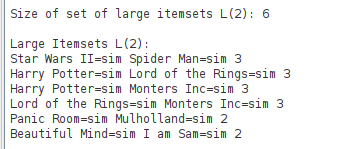 Size of set of large itemsets L(2): 6
Large Itemsets L(2):
Star Wars II=sim Spider Man=sim 3
Harry Potter=sim Lord of the Rings=sim 3
Harry Potter=sim Monters Inc=sim 3
Lord of the Rings=sim Monters Inc=sim 3
Panic Room=sim Mulholland=sim 2
Beautiful Mind=sim I am Sam=sim 2